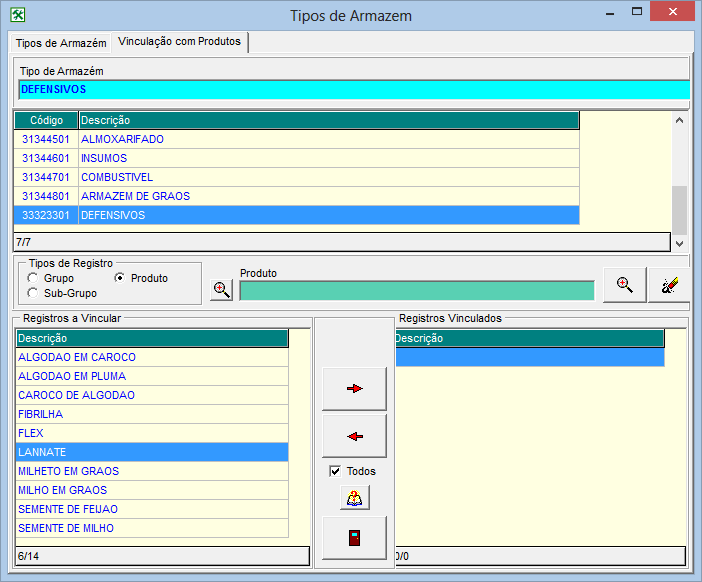 Tipos de Armazem
Tipos de Armazém
Vinculação com Produtos
Tipo de Armazém
DEFENSIVOS
Código Descrição
31344501 ALMOXARIFADO
31344601 INSUMOS
31344701 COMBUSTIVEL
31344801 ARMAZEM DE GRAOS
33323301 DEFENSIVOS
7/7
Tipos de Registro
Grupo
Produto
Sub-Grupo
Produto
Registros a Vincular
Descrição
ALGODAO EM CAROCO
ALGODAO EM PLUMA
CAROCO DE ALGODAO
FIBRILHA
FLEX
LANNATE
MILHETO EM GRAOS
MILHO EM GRAOS
SEMENTE DE FEIJAO
SEMENTE DE MILHO
6/14
Todos
Registros Vinculados
Descrição
0/0